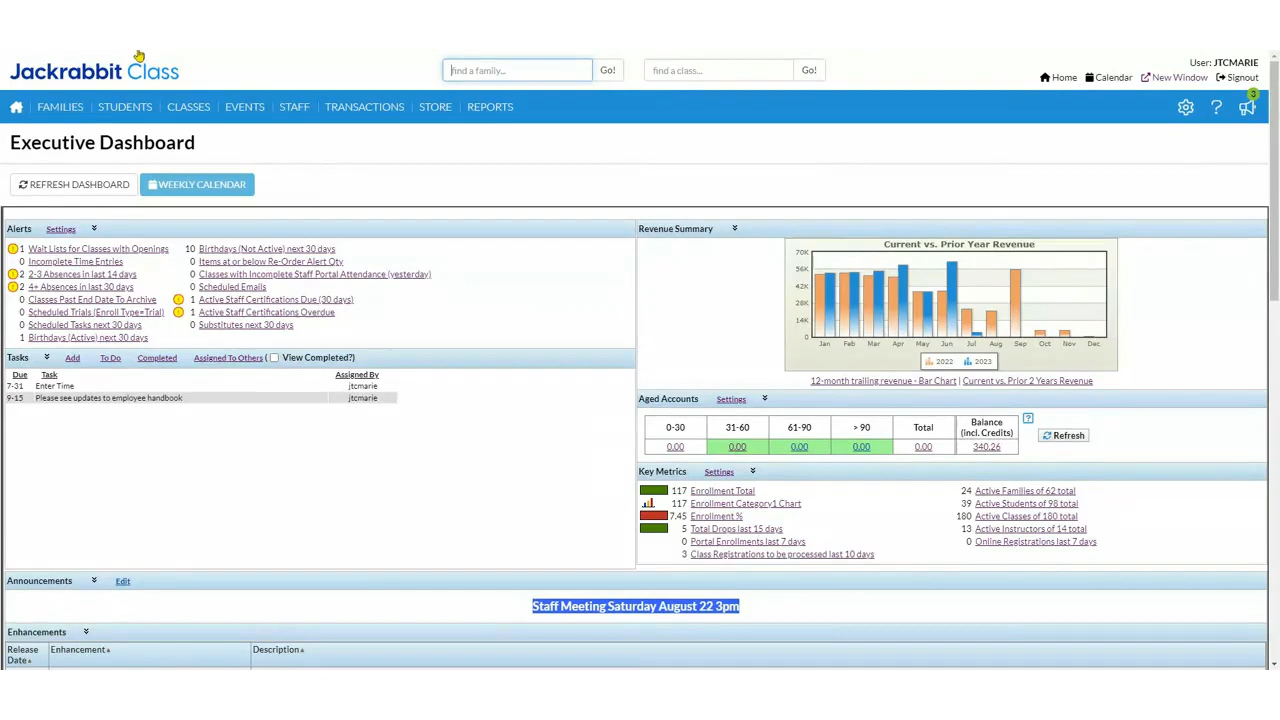 Jackrabbit Class
find a family... Go! find a class... Go!
User: JTCMARIE
Home Calendar New Window Signout
FAMILIES STUDENTS CLASSES EVENTS STAFF TRANSACTIONS STORE REPORTS
? 3
Executive Dashboard
REFRESH DASHBOARD WEEKLY CALENDAR
Alerts Settings
1 Wait Lists for Classes with Openings
0 Incomplete Time Entries
2 2-3 Absences in last 14 days
2 4+ Absences in last 30 days
0 Classes Past End Date To Archive
0 Scheduled Trials (Enroll Type=Trial)
0 Scheduled Tasks next 30 days
1 Birthdays (Active) next 30 days
10 Birthdays (Not Active) next 30 days
0 Items at or below Re-Order Alert Qty
0 Classes with Incomplete Staff Portal Attendance (yesterday)
0 Scheduled Emails
1 Active Staff Certifications Due (30 days)
1 Active Staff Certifications Overdue
0 Substitutes next 30 days
Tasks Add To Do Completed Assigned To Others ( View Completed?)
Due Task Assigned By
7-31 Enter Time jtcmarie
9-15 Please see updates to employee handbook jtcmarie
Revenue Summary
Current vs. Prior Year Revenue
70K
56K
42K
28K
14K
0
Jan Feb Mar Apr May Jun Jul Aug Sep Oct Nov Dec
2022 2023
12-month trailing revenue - Bar Chart | Current vs. Prior 2 Years Revenue
Aged Accounts Settings
0-30 31-60 61-90 > 90 Total Balance (incl. Credits) ?
0.00 0.00 0.00 0.00 0.00 340.26
Refresh
Key Metrics Settings
117 Enrollment Total
117 Enrollment Category1 Chart
7.45 Enrollment %
5 Total Drops last 15 days
0 Portal Enrollments last 7 days
3 Class Registrations to be processed last 10 days
24 Active Families of 62 total
39 Active Students of 98 total
180 Active Classes of 180 total
13 Active Instructors of 14 total
0 Online Registrations last 7 days
Announcements Edit
Staff Meeting Saturday August 22 3pm
Enhancements
Release Date Enhancement Description